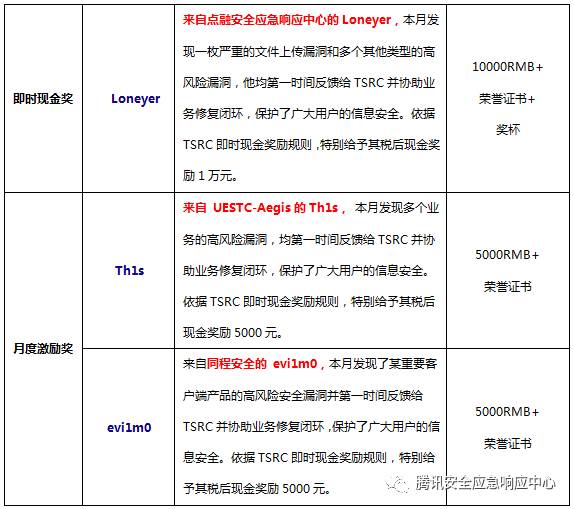 即时现金奖
Loneyer
来自点融安全应急响应中心的 Loneyer，本月发
现一枚严重的文件上传漏洞和多个其他类型的高
风险漏洞，他均第一时间反馈给 TSRC 并协助业
务修复闭环，保护了广大用户的信息安全。依据
TSRC 即时现金奖励规则，特别给予其税后现金奖
励 1 万元。
10000RMB+
荣誉证书+
奖杯
月度激励奖
Th1s
来自 UESTC-Aegis 的 Th1s， 本月发现多个业
务的高风险漏洞，均第一时间反馈给 TSRC 并协
助业务修复闭环，保护了广大用户的信息安全。
依据 TSRC 即时现金奖励规则，特别给予其税后
现金奖励 5000 元。
5000RMB+
荣誉证书
evi1m0
来自同程安全的 evi1m0，本月发现了某重要客
户端产品的高风险安全漏洞并第一时间反馈给
TSRC 并协助业务修复闭环，保护了广大用户的信
息安全。依据 TSRC 即时现金奖励规则，特别给
予其税后现金奖励 5000 元。
5000RMB+
荣誉证书
腾讯安全应急响应中心